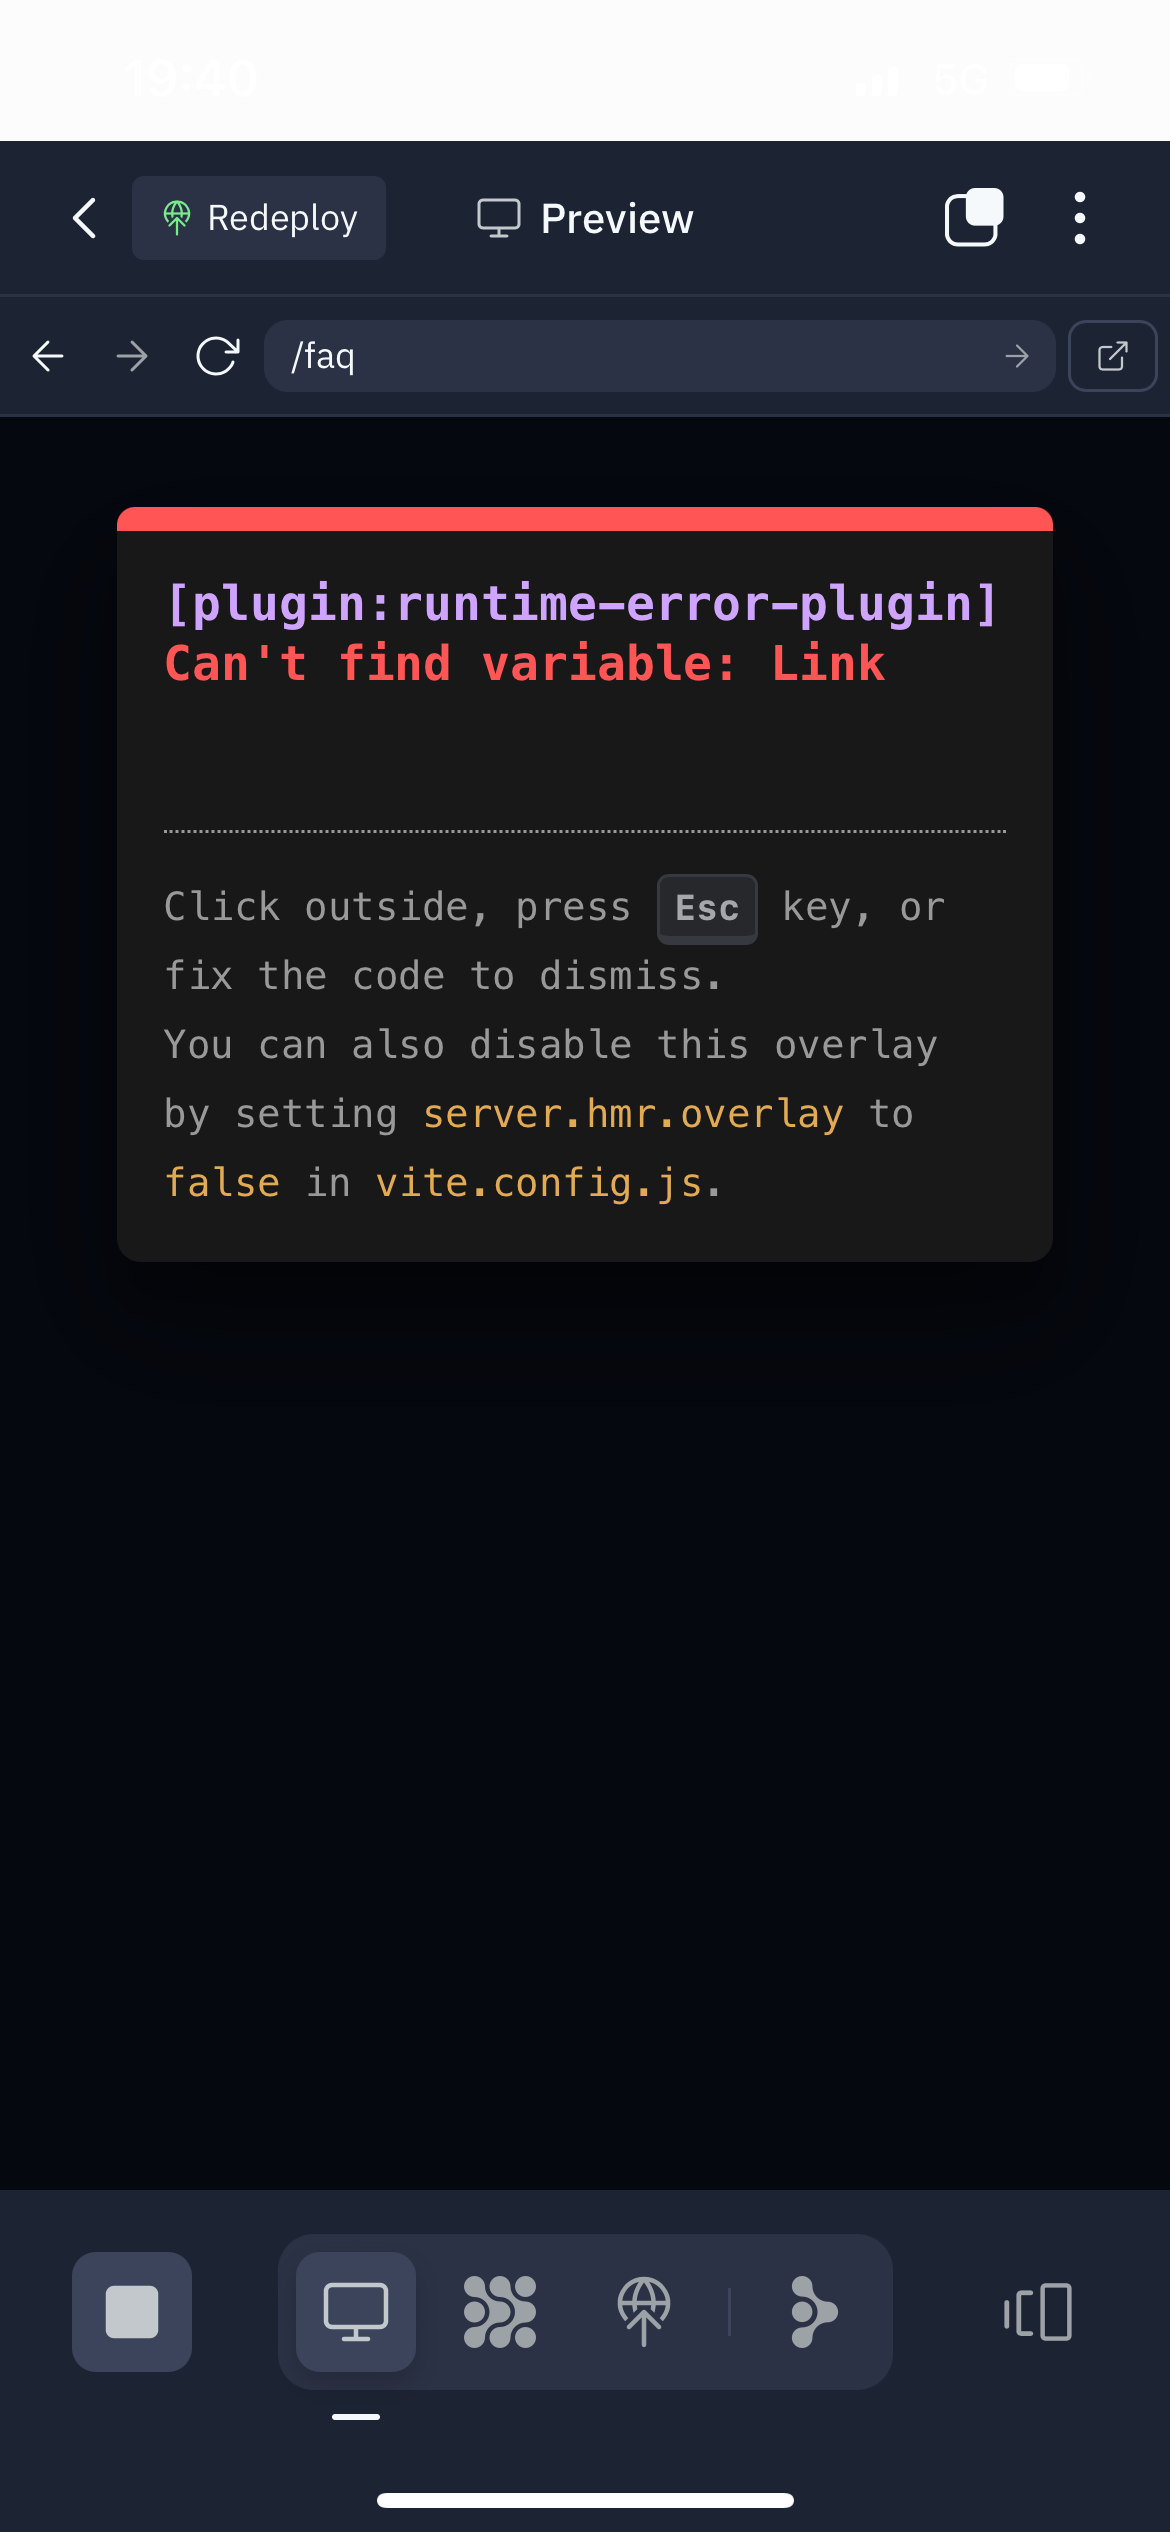 19:40
5G
Redeploy
Preview
/faq
[plugin:runtime-error-plugin]
Can't find variable: Link
Click outside, press Esc key, or
fix the code to dismiss.
You can also disable this overlay
by setting server.hmr.overlay to
false in vite.config.js.